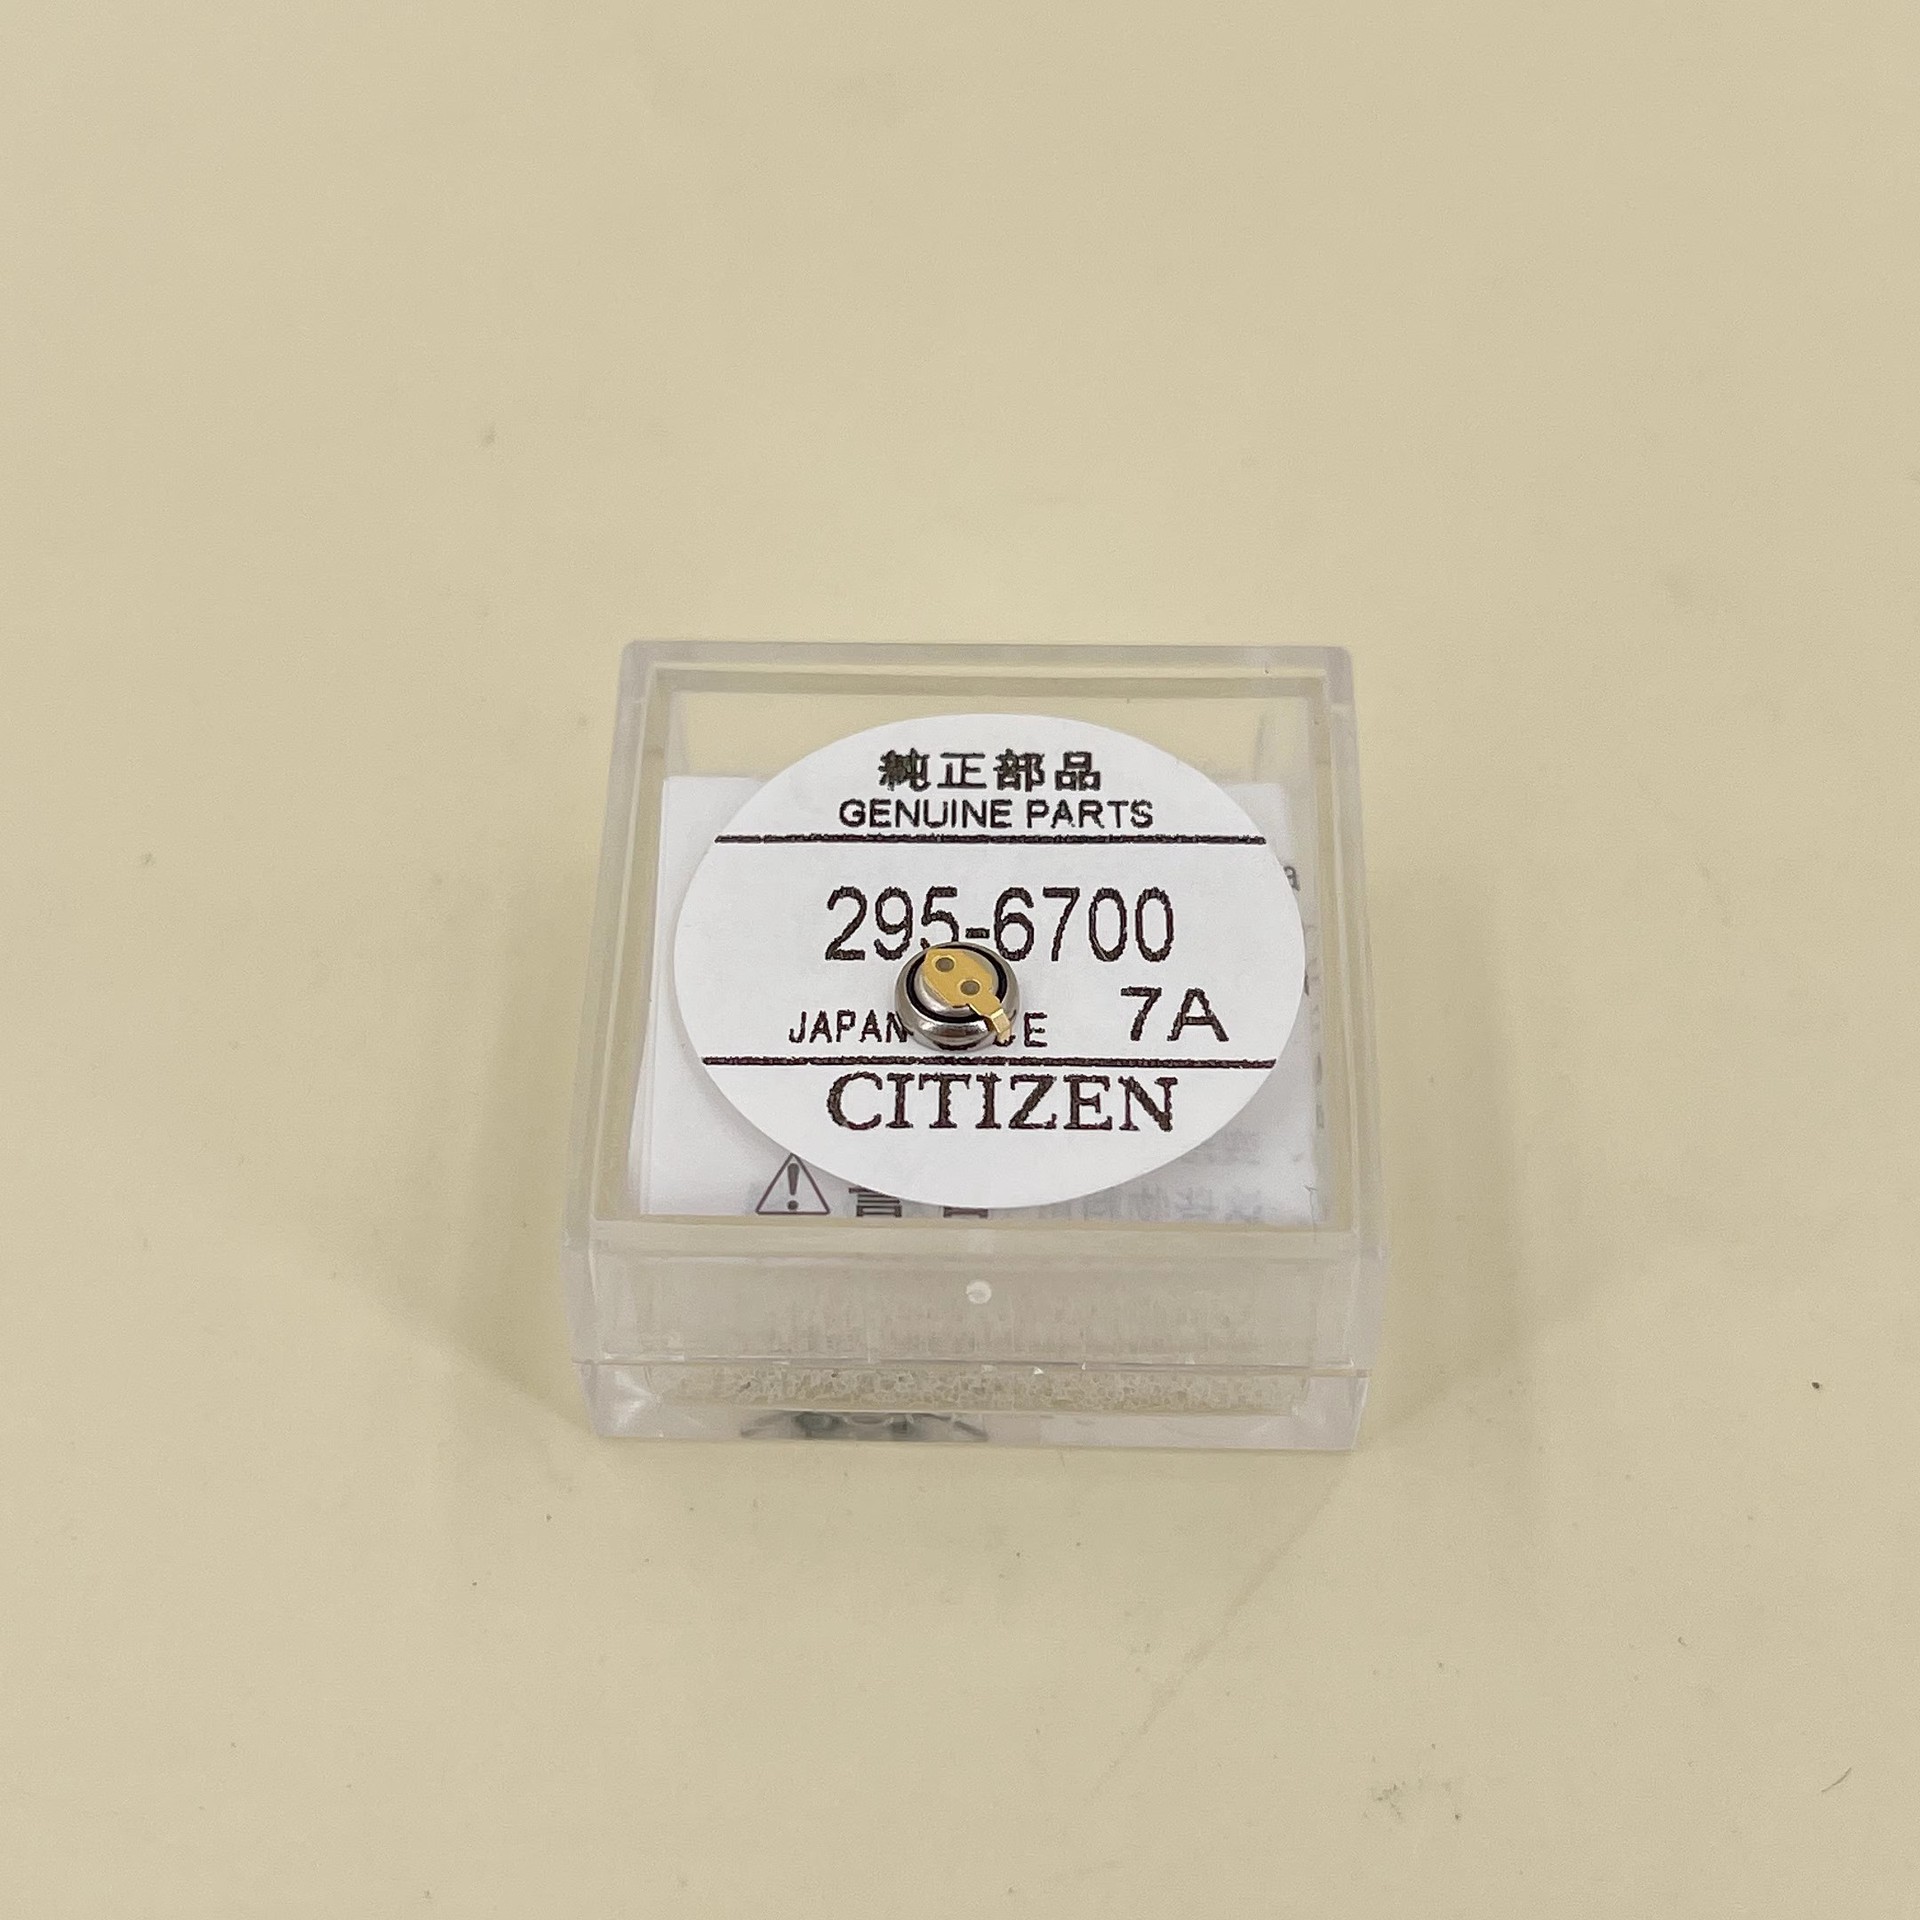 純正部品
GENUINE PARTS
295-6700
JAPAN 7A
CITIZEN